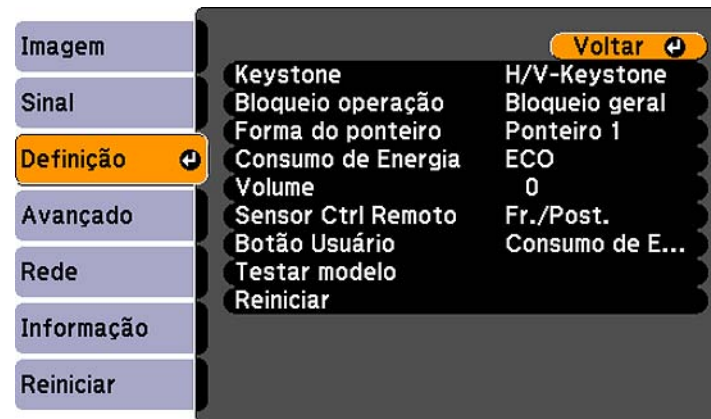 Imagem
Sinal
Definição
Avançado
Rede
Informação
Reiniciar
Voltar
Keystone H/V-Keystone
Bloqueio operação Bloqueio geral
Forma do ponteiro Ponteiro 1
Consumo de Energia ECO
Volume 0
Sensor Ctrl Remoto Fr./Post.
Botão Usuário Consumo de E...
Testar modelo
Reiniciar